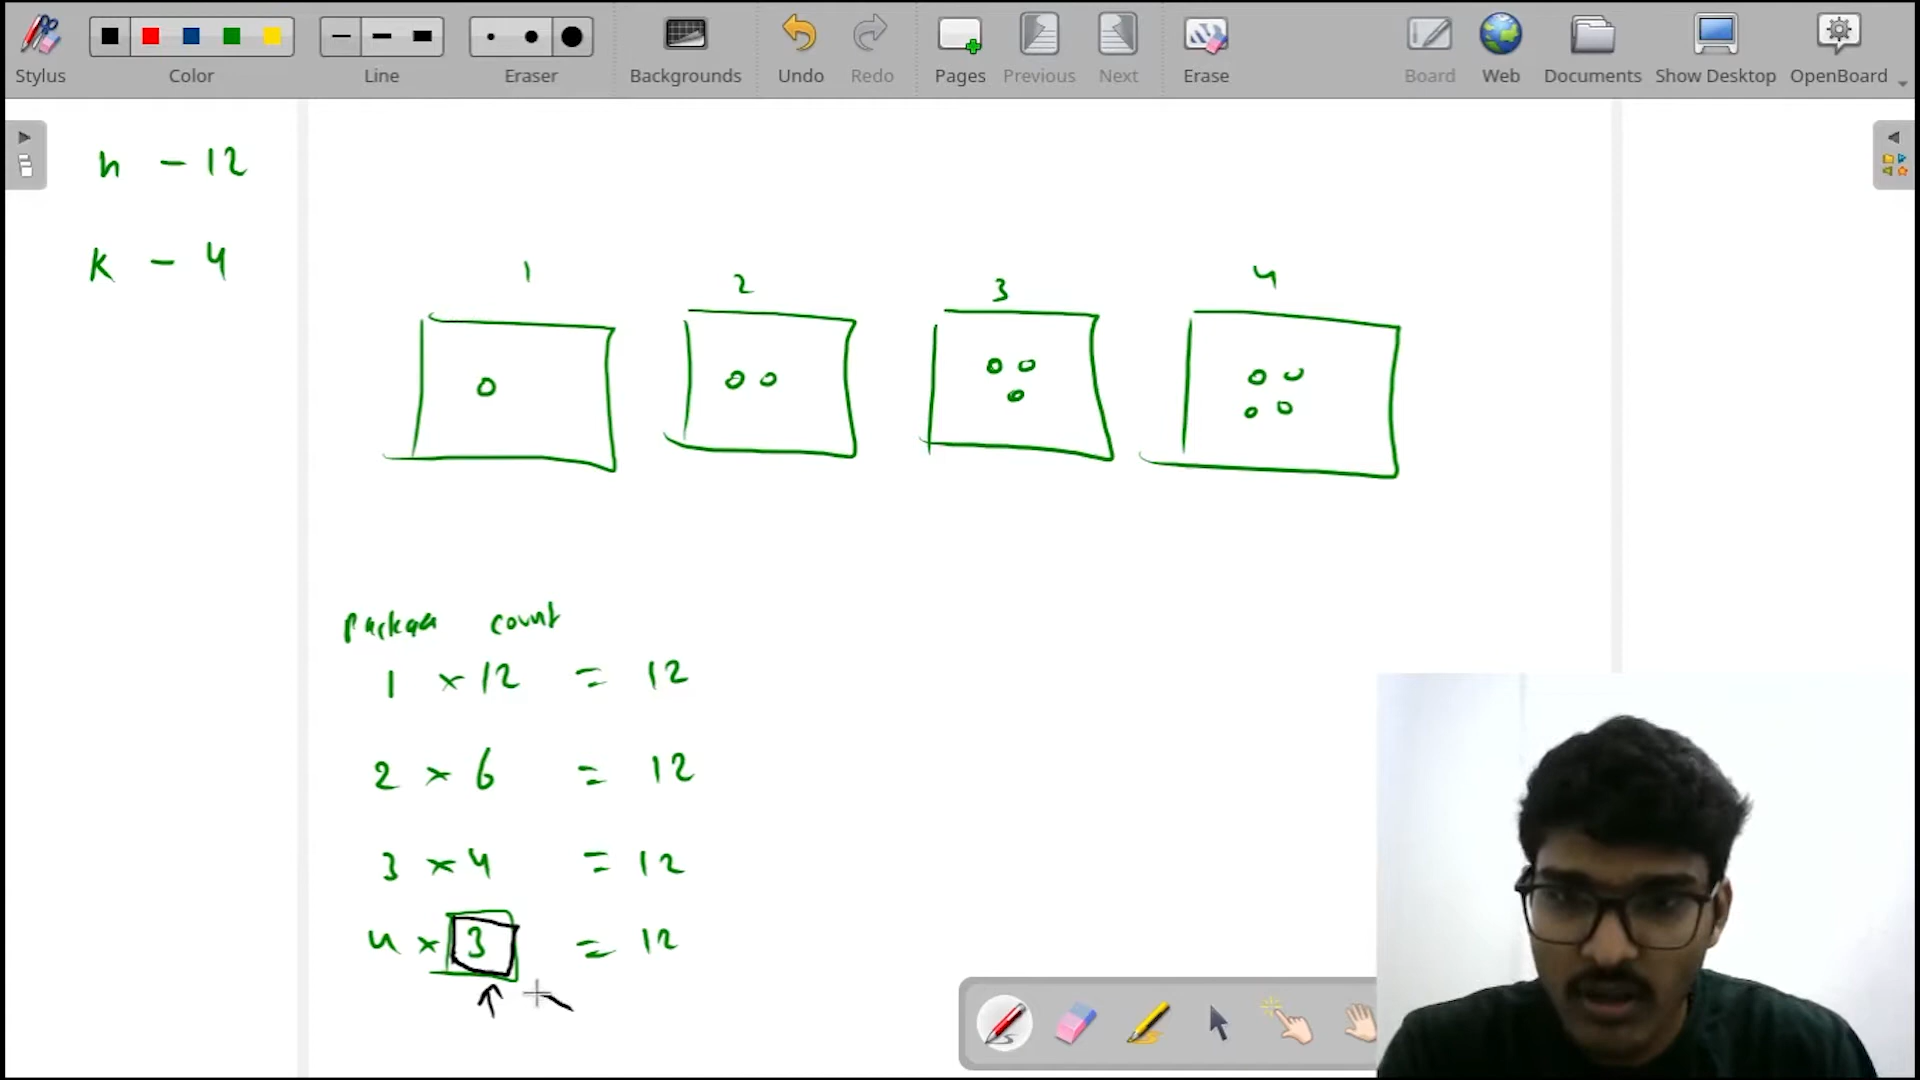 Stylus Color Line Eraser Backgrounds Undo Redo Pages Previous Next Erase Board Web Documents Show Desktop OpenBoard
n - 12
k - 4
1 2 3 4
package count
1 × 12 = 12
2 × 6 = 12
3 × 4 = 12
4 × 3 = 12